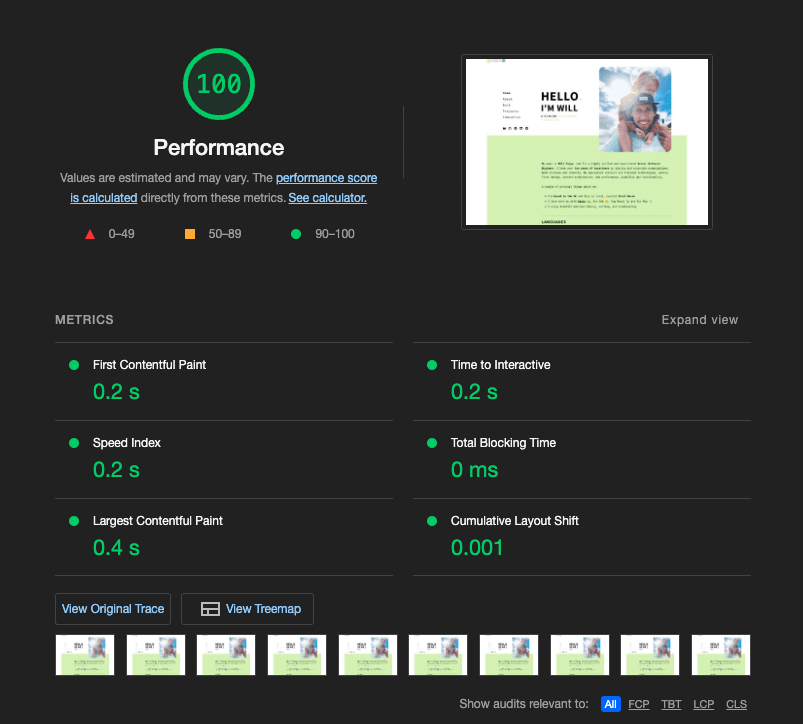 100
Performance
Values are estimated and may vary. The performance score
is calculated directly from these metrics. See calculator.
0–49
50–89
90–100
HELLO
I'M WILL
LANGUAGES
METRICS
Expand view
First Contentful Paint
0.2 s
Time to Interactive
0.2 s
Speed Index
0.2 s
Total Blocking Time
0 ms
Largest Contentful Paint
0.4 s
Cumulative Layout Shift
0.001
View Original Trace
View Treemap
Show audits relevant to: All FCP TBT LCP CLS